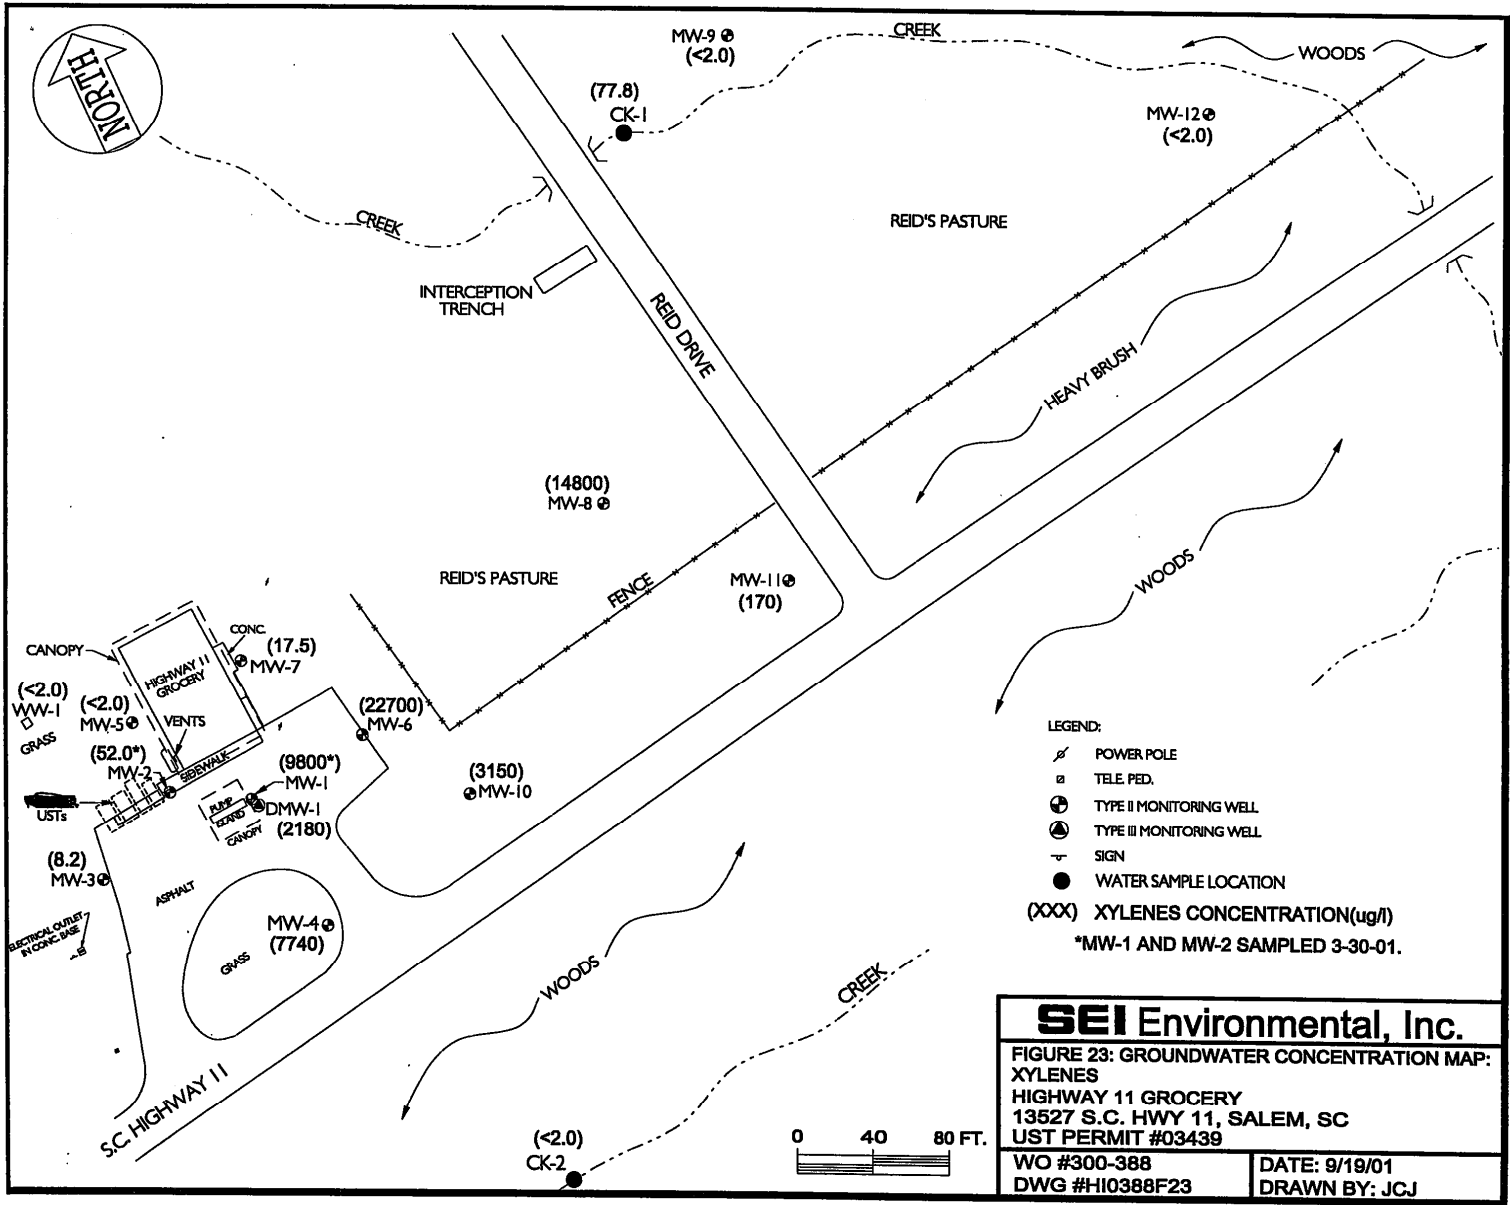 NORTH
MW-9
(<2.0)
CREEK
WOODS
(77.8)
CK-1
MW-12
(<2.0)
CREEK
REID'S PASTURE
INTERCEPTION
TRENCH
REID DRIVE
HEAVY BRUSH
(14800)
MW-8
REID'S PASTURE
FENCE
MW-11
(170)
WOODS
CANOPY
CONC.
(17.5)
MW-7
HIGHWAY 11
GROCERY
(<2.0)
WW-1
GRASS
(<2.0)
MW-5
VENTS
(22700)
MW-6
(52.0*)
MW-2
SIDEWALK
(9800*)
MW-1
(3150)
MW-10
USTs
PUMP
ISLAND
DMW-1
(2180)
CANOPY
(8.2)
MW-3
ASPHALT
ELECTRICAL OUTLET
IN CONC. BASE
MW-4
(7740)
GRASS
WOODS
CREEK
S.C. HIGHWAY 11
(<2.0)
CK-2
0 40 80 FT.
LEGEND:
POWER POLE
TELE. PED.
TYPE II MONITORING WELL
TYPE III MONITORING WELL
SIGN
WATER SAMPLE LOCATION
(XXX) XYLENES CONCENTRATION(ug/l)
*MW-1 AND MW-2 SAMPLED 3-30-01.
SEI Environmental, Inc.
FIGURE 23: GROUNDWATER CONCENTRATION MAP:
XYLENES
HIGHWAY 11 GROCERY
13527 S.C. HWY 11, SALEM, SC
UST PERMIT #03439
WO #300-388
DWG #HI0388F23
DATE: 9/19/01
DRAWN BY: JCJ